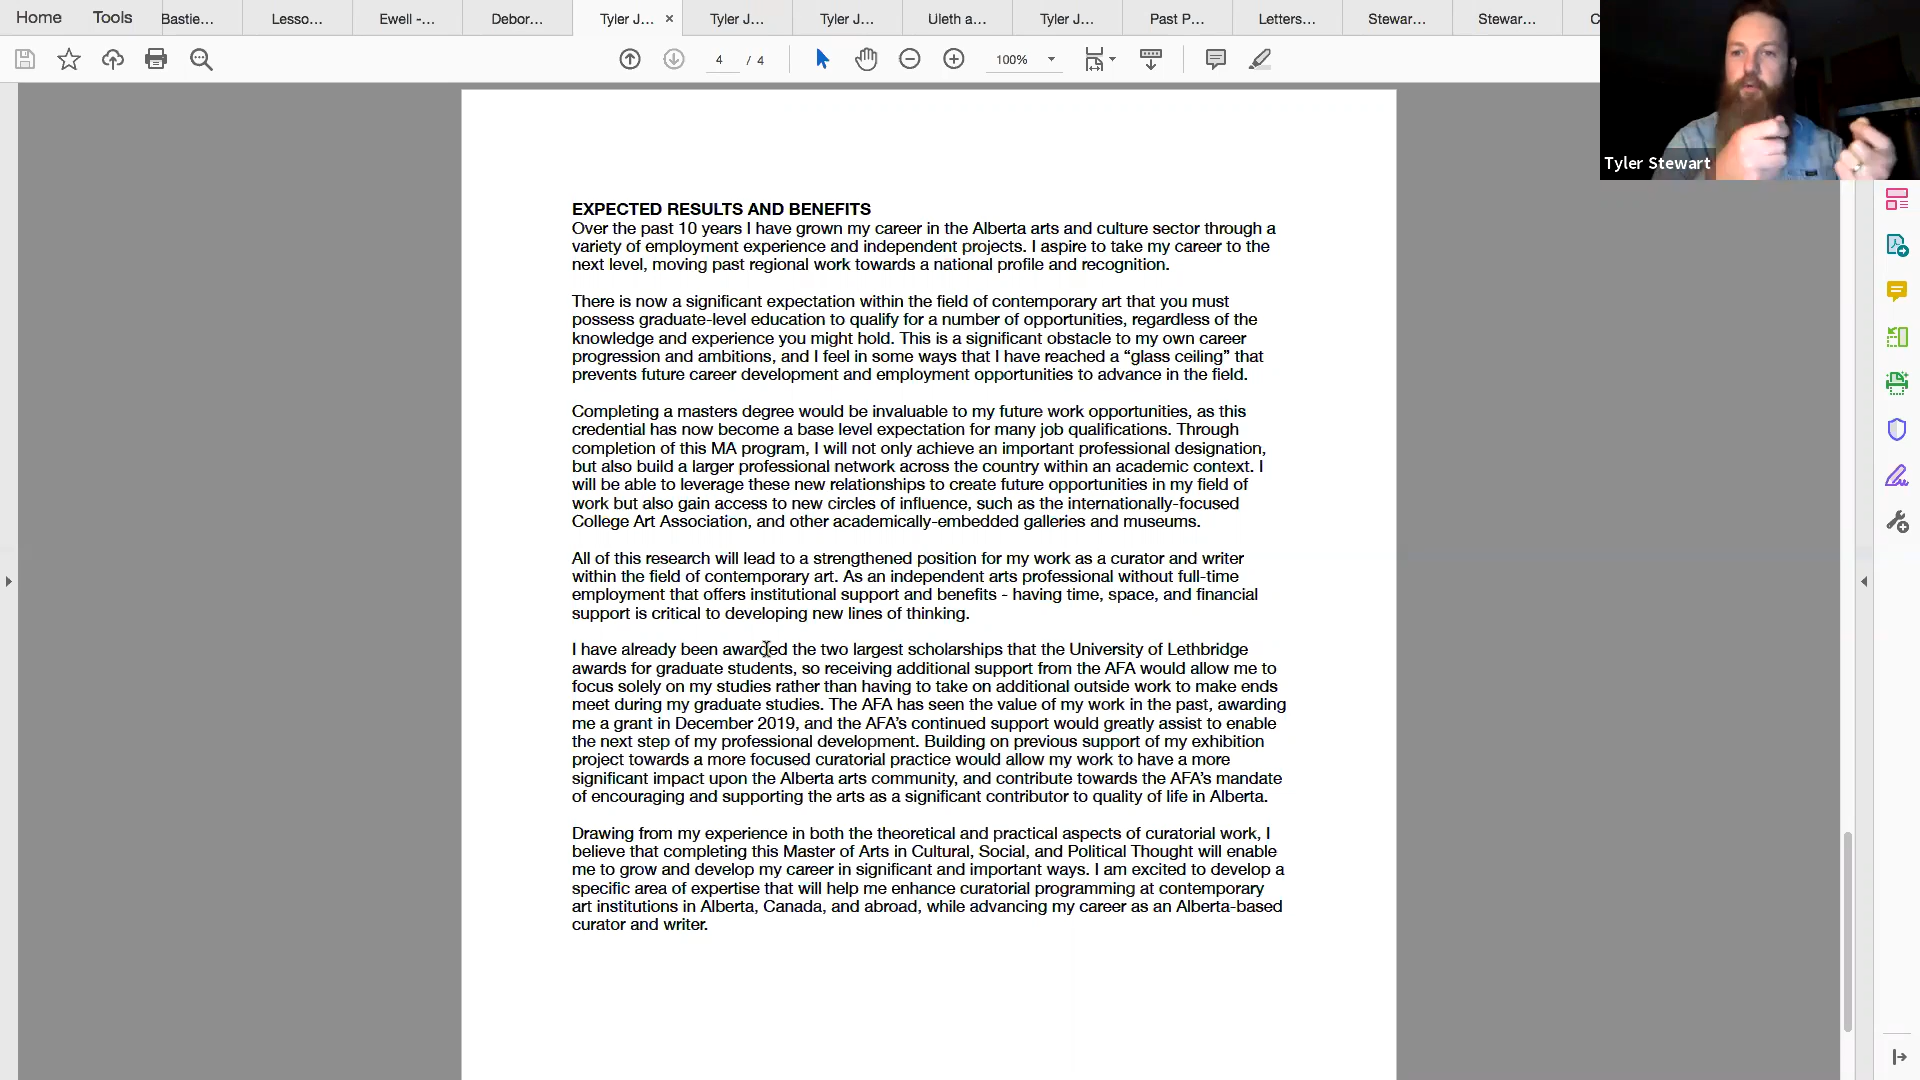 Home
Tools
Bastie...
Lesso...
Ewell -...
Debor...
Tyler J... ×
Tyler J...
Tyler J...
Uleth a...
Tyler J...
Past P...
Letters...
Stewar...
Stewar...
C
4 / 4
100%
Tyler Stewart
EXPECTED RESULTS AND BENEFITS
Over the past 10 years I have grown my career in the Alberta arts and culture sector through a
variety of employment experience and independent projects. I aspire to take my career to the
next level, moving past regional work towards a national profile and recognition.
There is now a significant expectation within the field of contemporary art that you must
possess graduate-level education to qualify for a number of opportunities, regardless of the
knowledge and experience you might hold. This is a significant obstacle to my own career
progression and ambitions, and I feel in some ways that I have reached a “glass ceiling” that
prevents future career development and employment opportunities to advance in the field.
Completing a masters degree would be invaluable to my future work opportunities, as this
credential has now become a base level expectation for many job qualifications. Through
completion of this MA program, I will not only achieve an important professional designation,
but also build a larger professional network across the country within an academic context. I
will be able to leverage these new relationships to create future opportunities in my field of
work but also gain access to new circles of influence, such as the internationally-focused
College Art Association, and other academically-embedded galleries and museums.
All of this research will lead to a strengthened position for my work as a curator and writer
within the field of contemporary art. As an independent arts professional without full-time
employment that offers institutional support and benefits - having time, space, and financial
support is critical to developing new lines of thinking.
I have already been awarded the two largest scholarships that the University of Lethbridge
awards for graduate students, so receiving additional support from the AFA would allow me to
focus solely on my studies rather than having to take on additional outside work to make ends
meet during my graduate studies. The AFA has seen the value of my work in the past, awarding
me a grant in December 2019, and the AFA’s continued support would greatly assist to enable
the next step of my professional development. Building on previous support of my exhibition
project towards a more focused curatorial practice would allow my work to have a more
significant impact upon the Alberta arts community, and contribute towards the AFA’s mandate
of encouraging and supporting the arts as a significant contributor to quality of life in Alberta.
Drawing from my experience in both the theoretical and practical aspects of curatorial work, I
believe that completing this Master of Arts in Cultural, Social, and Political Thought will enable
me to grow and develop my career in significant and important ways. I am excited to develop a
specific area of expertise that will help me enhance curatorial programming at contemporary
art institutions in Alberta, Canada, and abroad, while advancing my career as an Alberta-based
curator and writer.